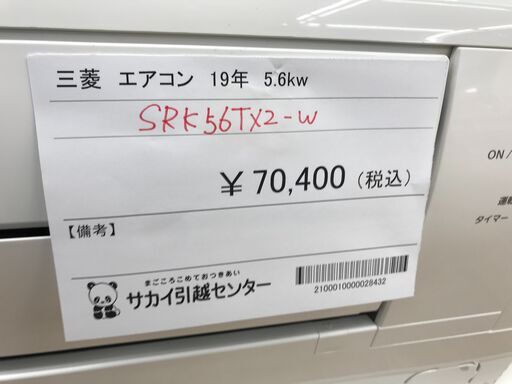 三菱 エアコン 19年 5.6kw
SRK56TX2-W
¥70,400（税込）
【備考】
まごころこめておつきあい
サカイ引越センター
2100010000028432
ON /
運転
タイマー